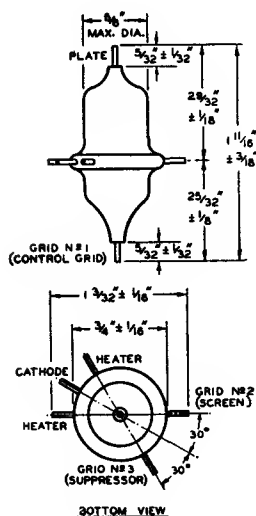 5/8"
MAX. DIA.
PLATE
5/32" ± 1/32"
29/32"
± 1/16"
1 11/16"
± 3/16"
25/32"
± 1/8"
GRID Nº1
(CONTROL GRID)
5/32" ± 1/32"
1 3/32" ± 1/16"
3/4" ± 1/16"
HEATER
CATHODE
GRID Nº2
(SCREEN)
HEATER
30°
GRID Nº3
(SUPPRESSOR)
30°
BOTTOM VIEW